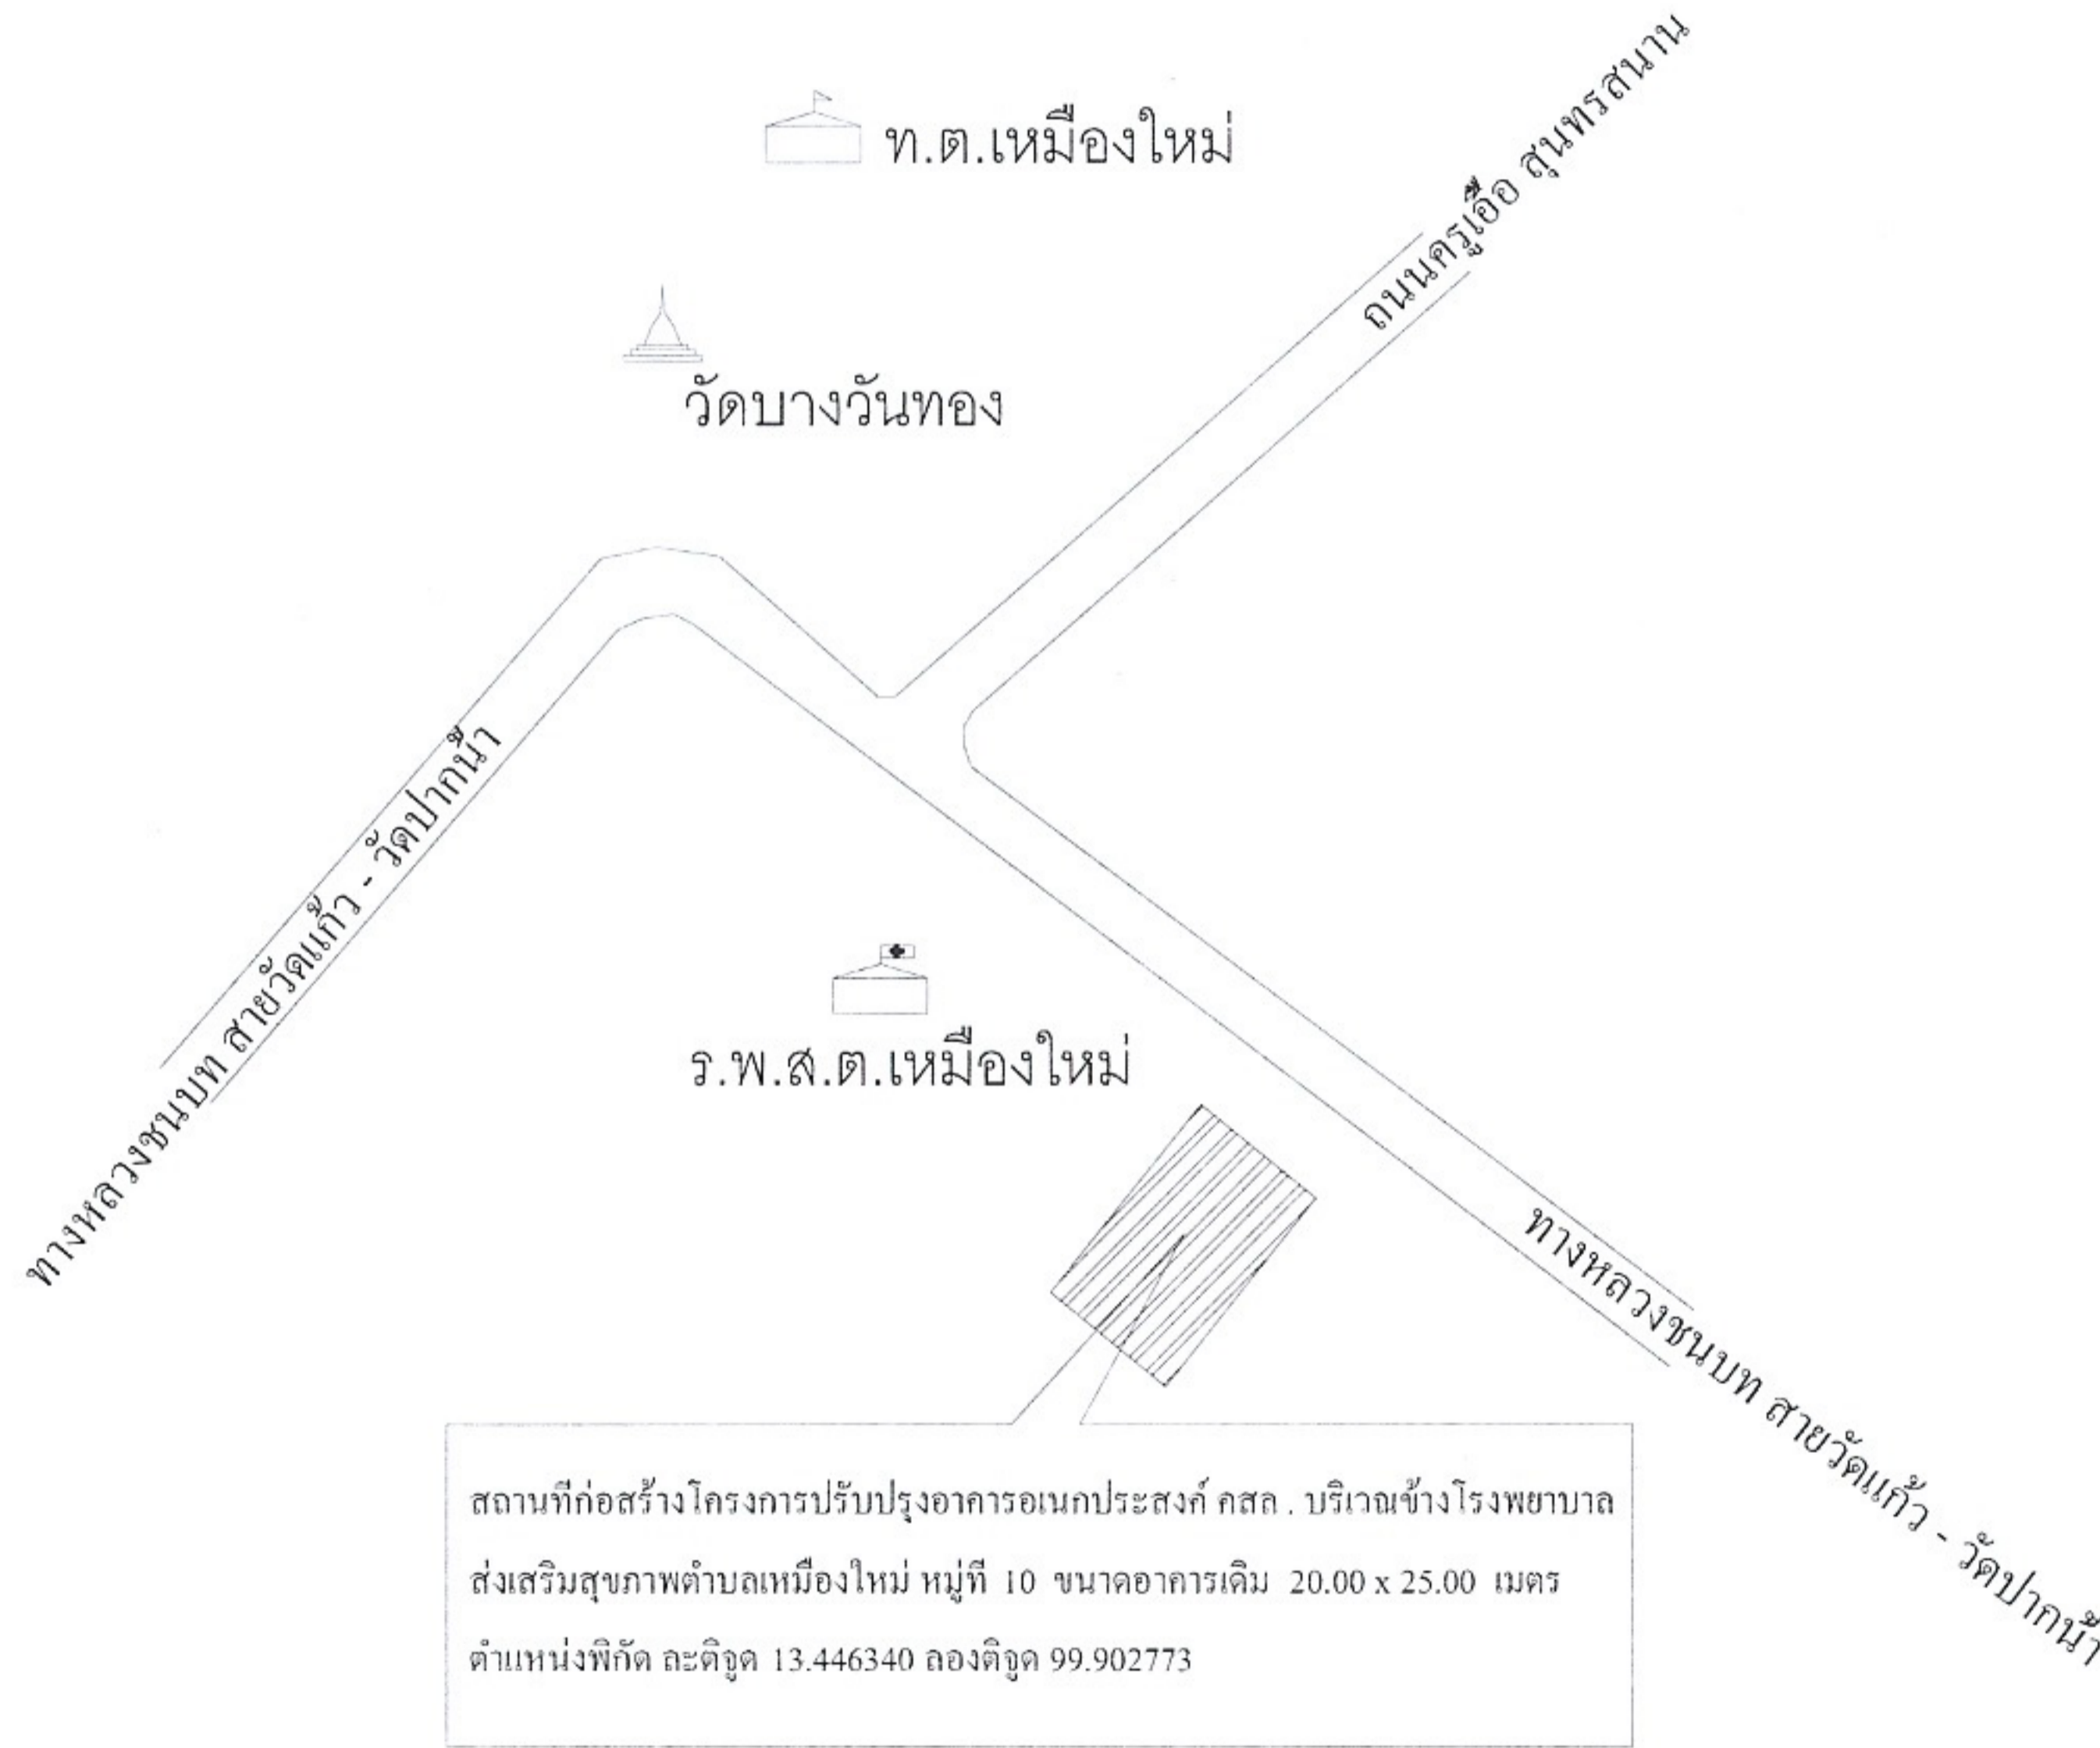 ท.ต.เหมืองใหม่
ถนนครูเอื้อ สุนทรสนาน
วัดบางวันทอง
ทางหลวงชนบท สายวัดแก้ว - วัดปากน้ำ
ร.พ.ส.ต.เหมืองใหม่
ทางหลวงชนบท สายวัดแก้ว - วัดปากน้ำ
สถานที่ก่อสร้างโครงการปรับปรุงอาคารอเนกประสงค์ คสล . บริเวณข้างโรงพยาบาล
ส่งเสริมสุขภาพตำบลเหมืองใหม่ หมู่ที่ 10 ขนาดอาคารเดิม 20.00 x 25.00 เมตร
ตำแหน่งพิกัด ละติจูด 13.446340 ลองติจูด 99.902773